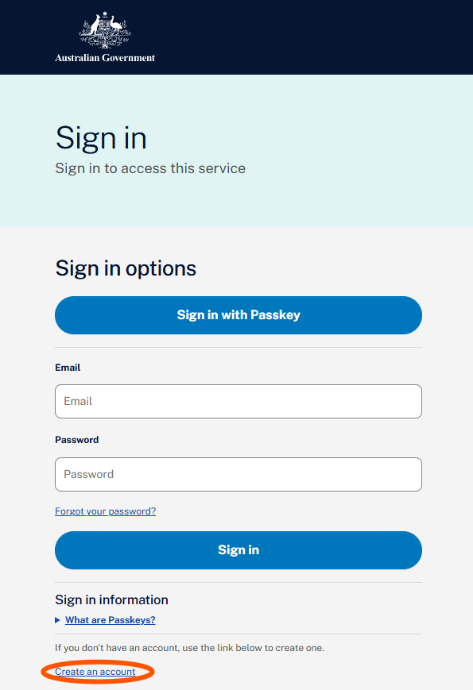 Australian Government
Sign in
Sign in to access this service
Sign in options
Sign in with Passkey
Email
Email
Password
Password
Forgot your password?
Sign in
Sign in information
What are Passkeys?
If you don't have an account, use the link below to create one.
Create an account